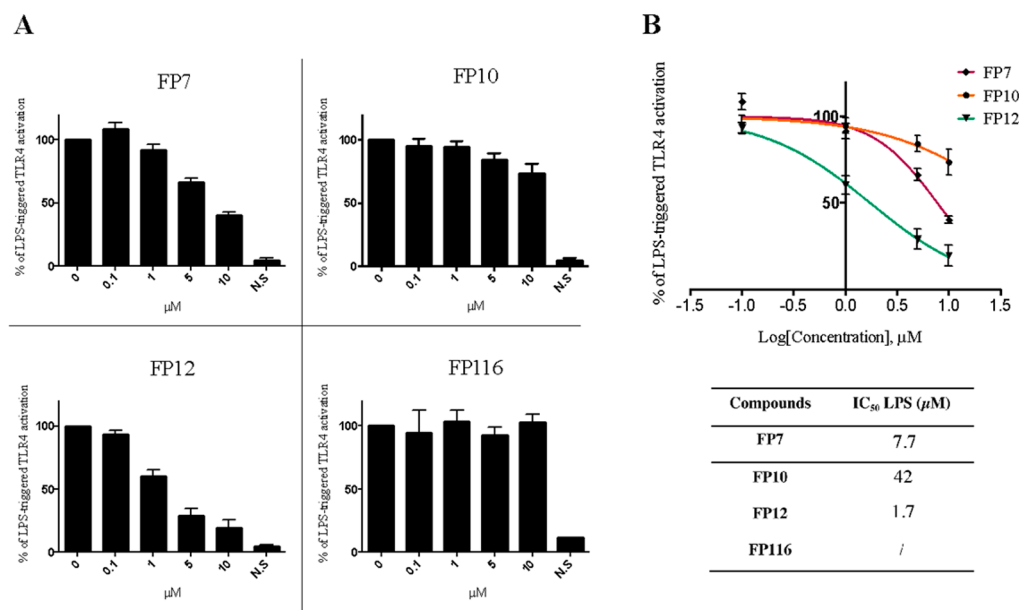 A
FP7
% of LPS-triggered TLR4 activation
100
50
0
0 0.1 1 5 10 N.S
µM
FP10
% of LPS-triggered TLR4 activation
100
50
0
0 0.1 1 5 10 N.S
µM
FP12
% of LPS-triggered TLR4 activation
100
50
0
0 0.1 1 5 10 N.S
µM
FP116
% of LPS-triggered TLR4 activation
100
50
0
0 0.1 1 5 10 N.S
µM
B
% of LPS-triggered TLR4 activation
100
50
-1.5 -1.0 -0.5 0.0 0.5 1.0 1.5
Log[Concentration], µM
FP7
FP10
FP12
Compounds IC50 LPS (µM)
FP7 7.7
FP10 42
FP12 1.7
FP116 /